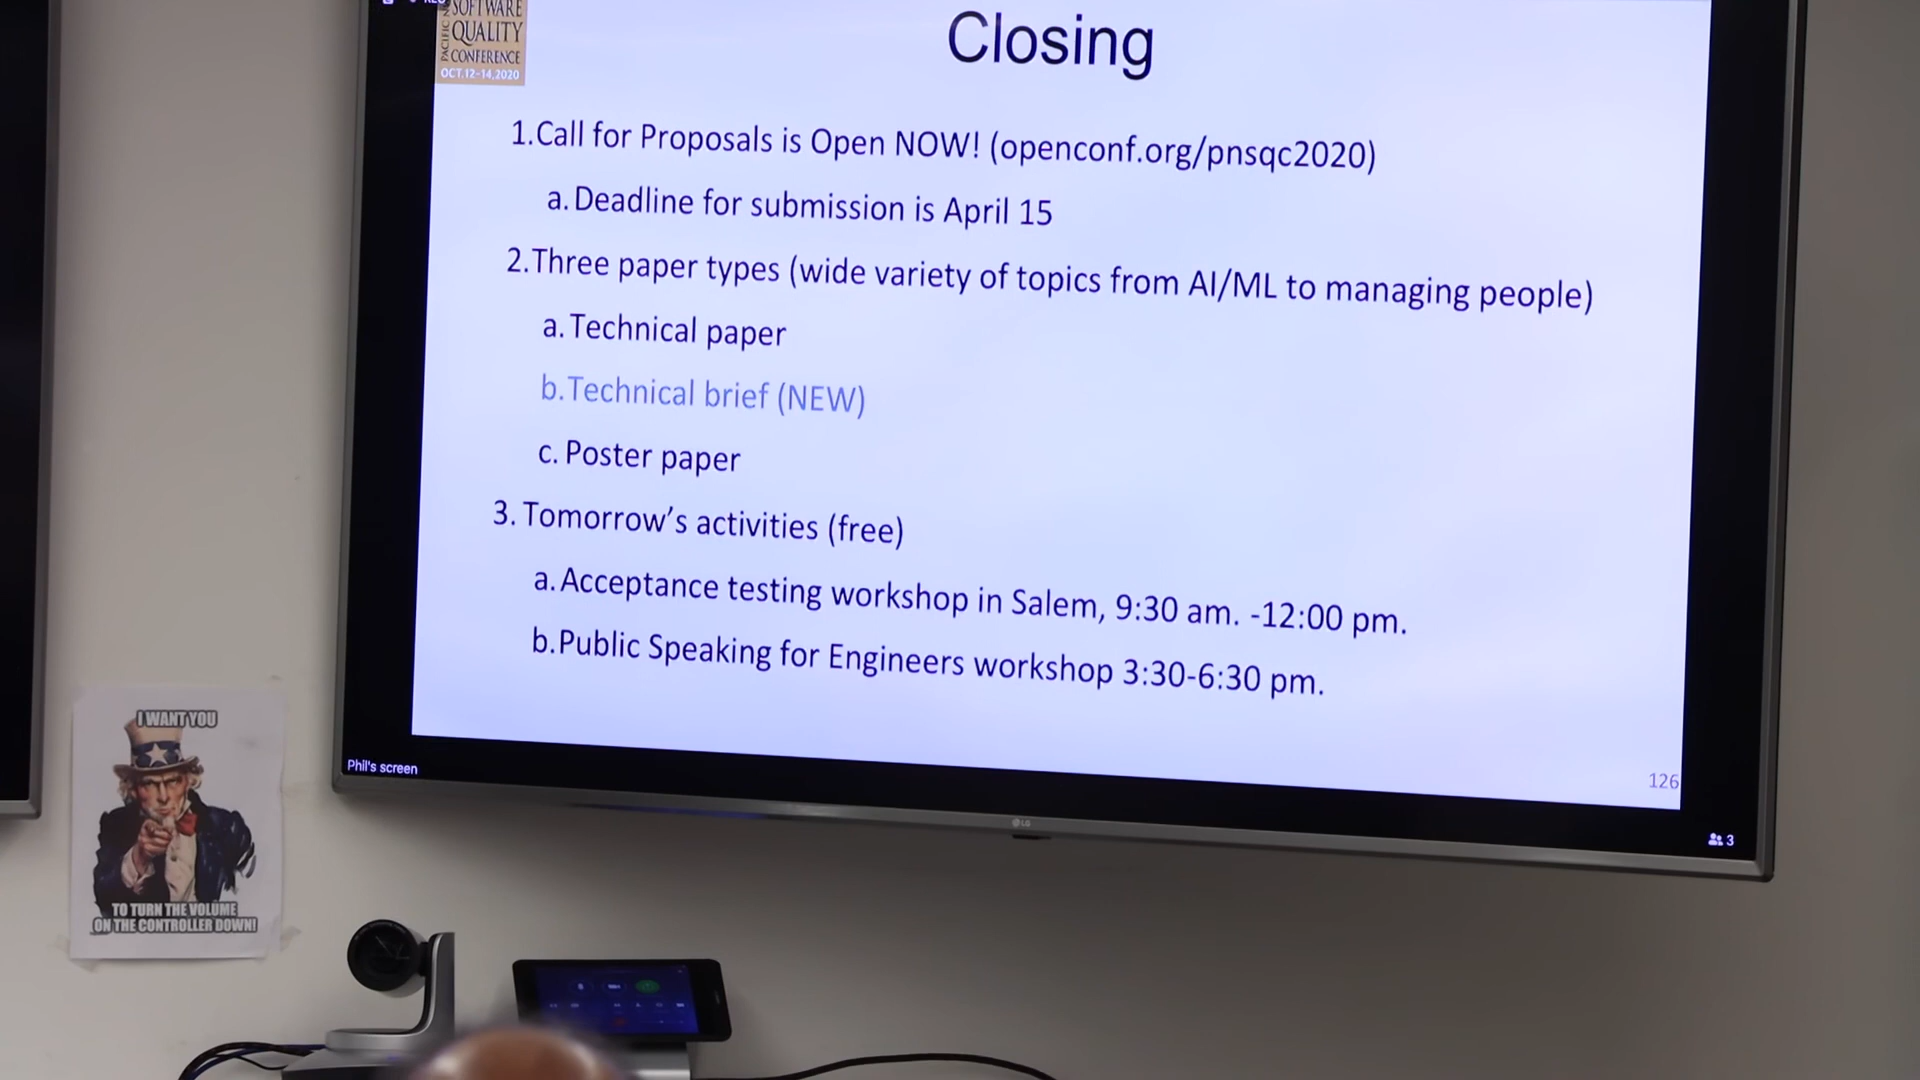 SOFTWARE
PACIFIC
QUALITY
CONFERENCE
OCT.12-14,2020
Closing
1.Call for Proposals is Open NOW! (openconf.org/pnsqc2020)
a. Deadline for submission is April 15
2.Three paper types (wide variety of topics from AI/ML to managing people)
a. Technical paper
b.Technical brief (NEW)
c. Poster paper
3. Tomorrow's activities (free)
a. Acceptance testing workshop in Salem, 9:30 am. -12:00 pm.
b.Public Speaking for Engineers workshop 3:30-6:30 pm.
126
Phil's screen
LG
3
I WANT YOU
TO TURN THE VOLUME
ON THE CONTROLLER DOWN!